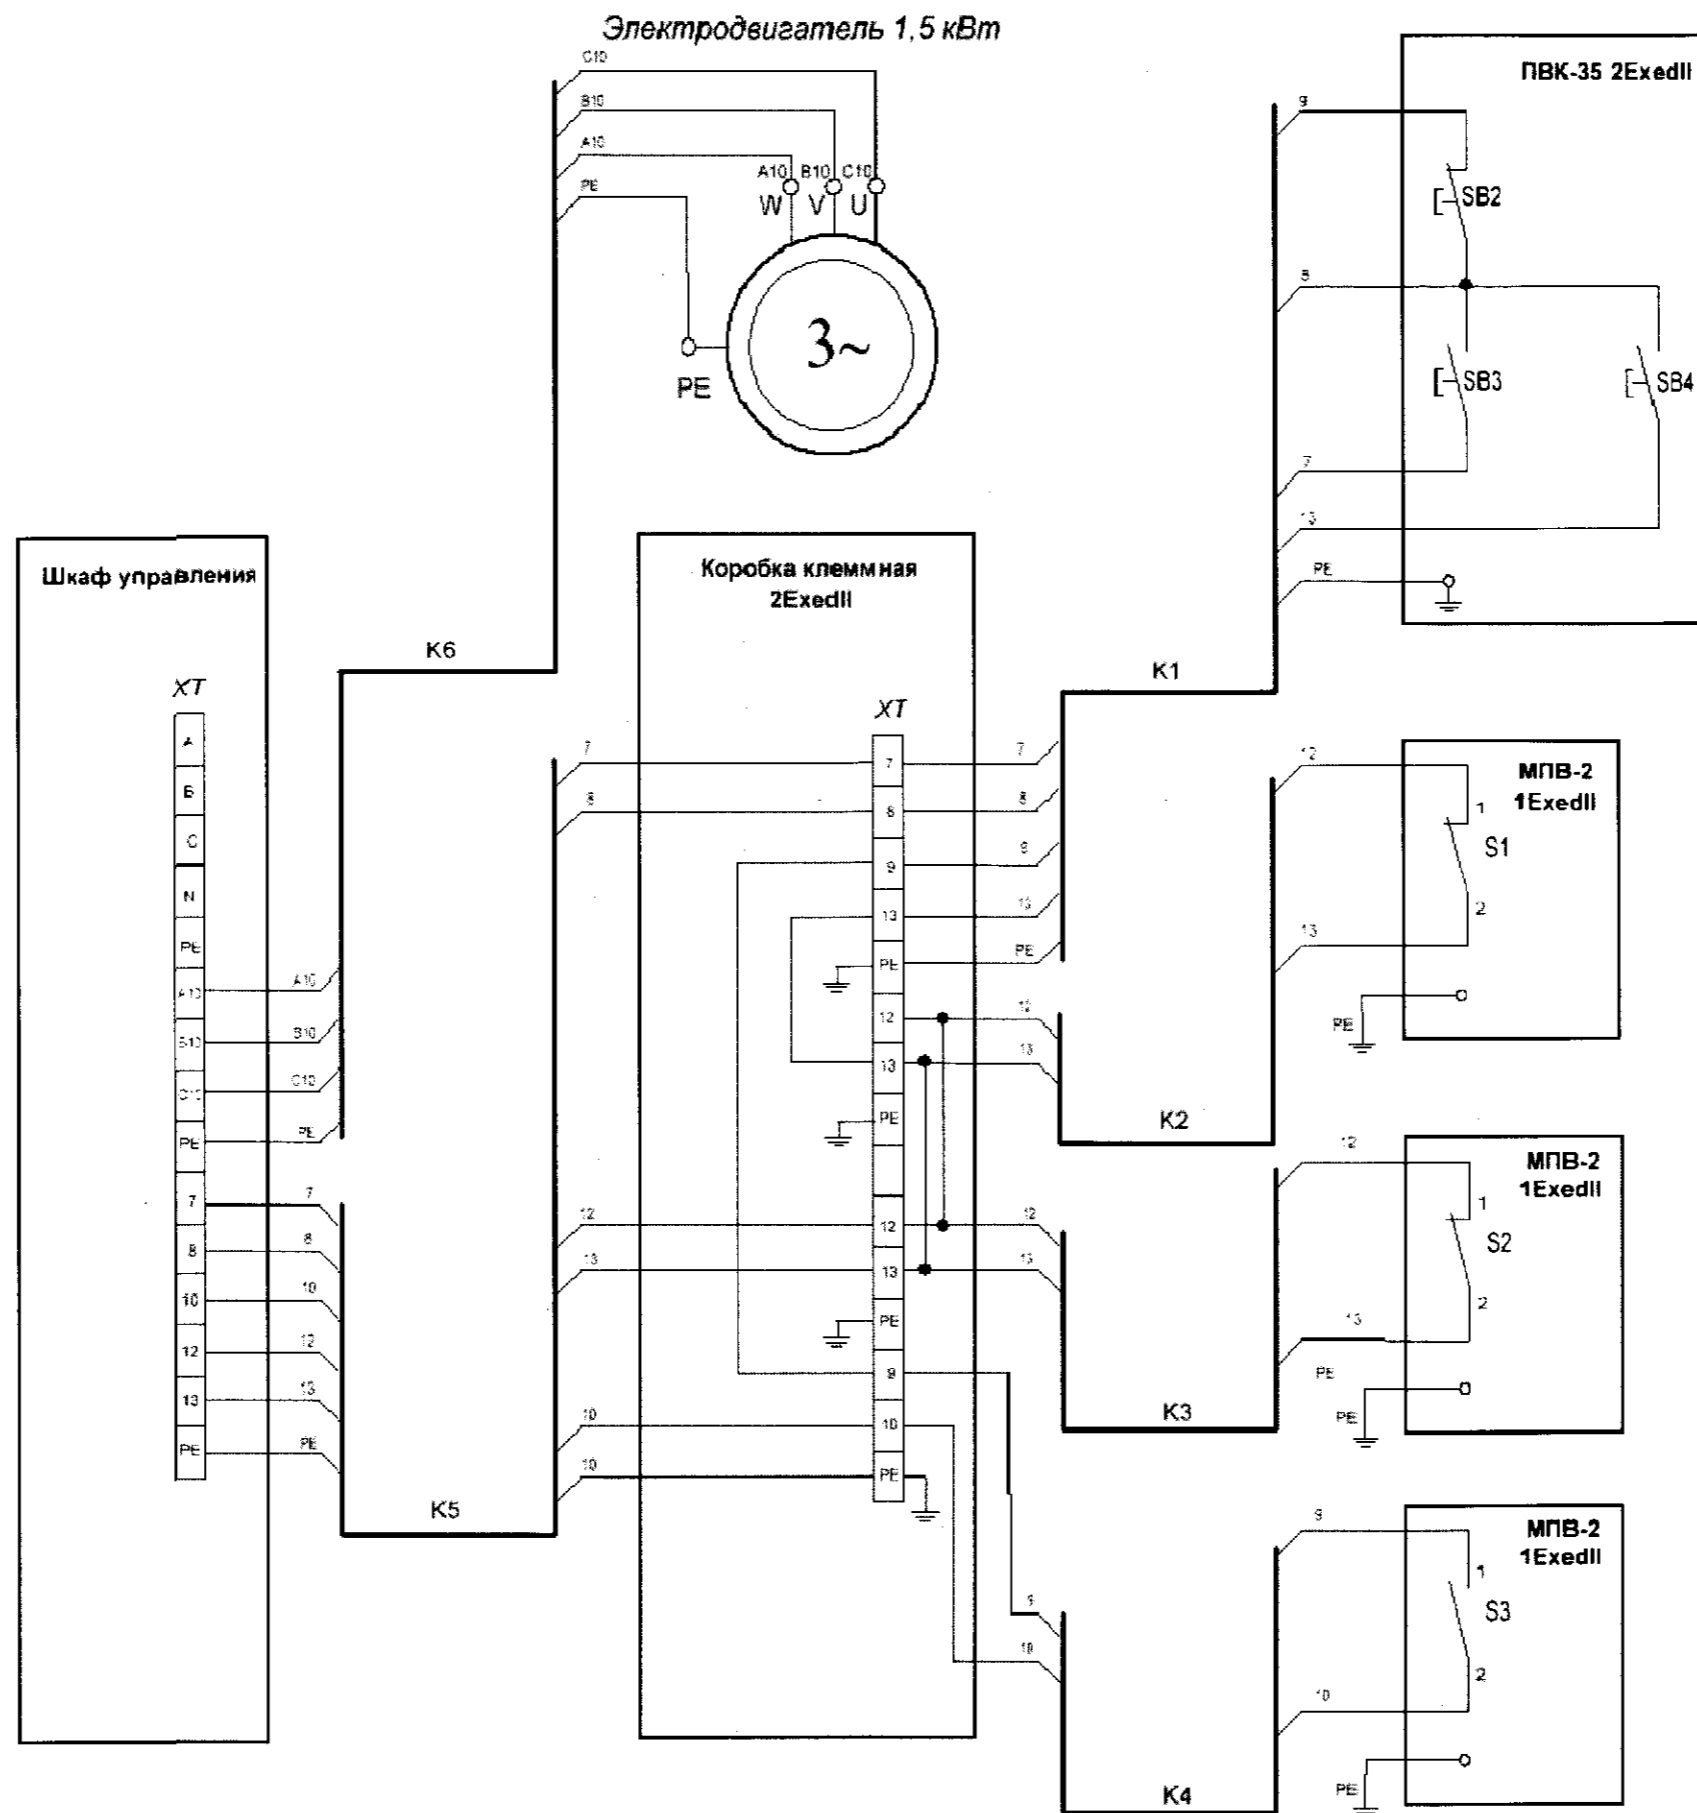 Электродвигатель 1,5 кВт
C10
B10
A10
PE
A10 B10 C10
W V U
3~
PE
ПВК-35 2ExedII
9
SB2
8
SB3
SB4
7
13
PE
Шкаф управления
XT
A
B
C
N
PE
A10
B10
C10
PE
7
8
10
12
13
PE
A10
B10
C10
PE
7
8
10
12
13
PE
K6
K5
7
8
12
13
10
10
Коробка клеммная
2ExedII
XT
7
8
9
13
PE
12
13
PE
12
13
PE
9
10
PE
7
8
9
13
PE
12
13
12
13
9
10
K1
K2
K3
K4
12
13
PE
МПВ-2
1ExedII
1
S1
2
12
13
PE
PE
МПВ-2
1ExedII
1
S2
2
9
10
PE
МПВ-2
1ExedII
1
S3
2